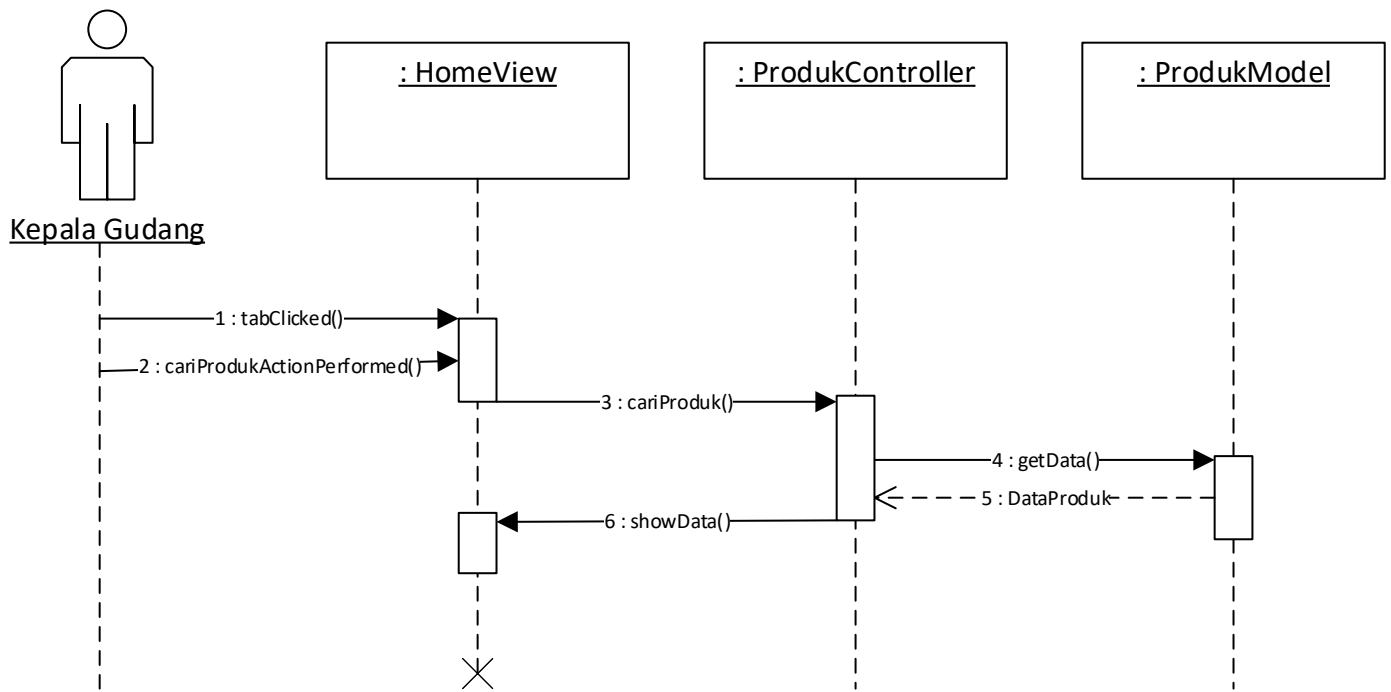 : HomeView
: ProdukController
: ProdukModel
Kepala Gudang
1 : tabClicked()
2 : cariProdukActionPerformed()
3 : cariProduk()
4 : getData()
5 : DataProduk
6 : showData()